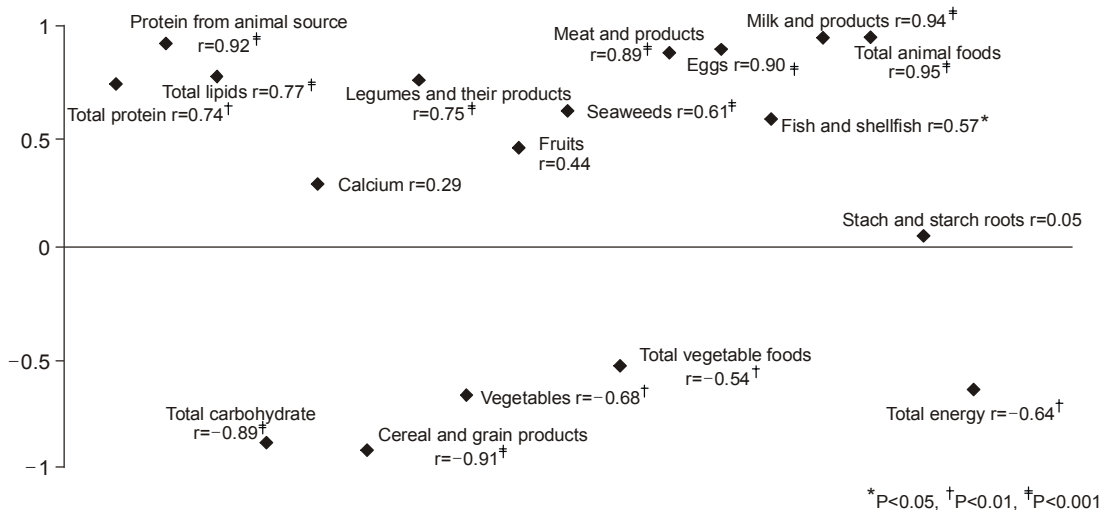 1
0.5
0
−0.5
−1
Protein from animal source
r=0.92‡
Total lipids r=0.77‡
Total protein r=0.74†
Legumes and their products
r=0.75‡
Calcium r=0.29
Fruits
r=0.44
Seaweeds r=0.61‡
Meat and products
r=0.89‡
Eggs r=0.90‡
Milk and products r=0.94‡
Total animal foods
r=0.95‡
Fish and shellfish r=0.57*
Stach and starch roots r=0.05
Total vegetable foods
r=−0.54†
Vegetables r=−0.68†
Total carbohydrate
r=−0.89‡
Cereal and grain products
r=−0.91‡
Total energy r=−0.64†
*P<0.05, †P<0.01, ‡P<0.001